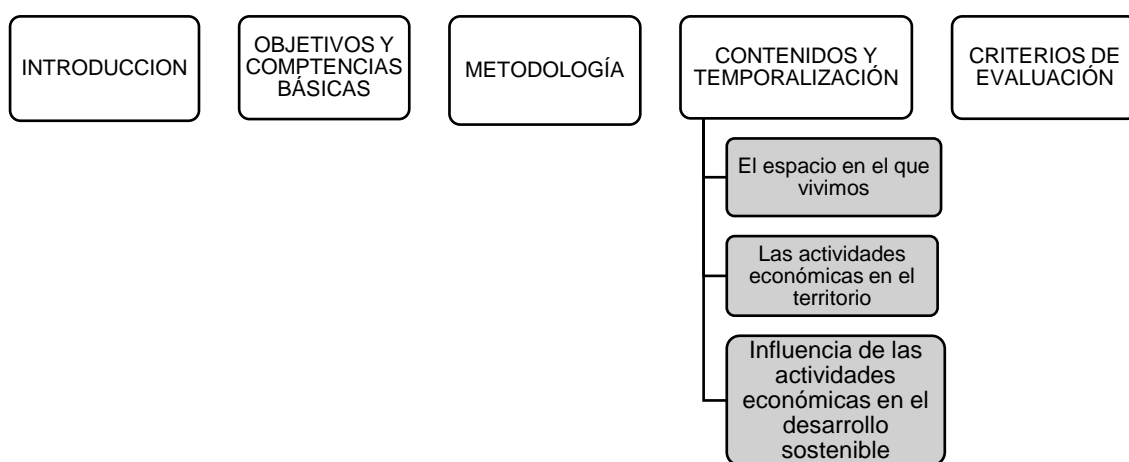 INTRODUCCION
OBJETIVOS Y
COMPTENCIAS
BÁSICAS
METODOLOGÍA
CONTENIDOS Y
TEMPORALIZACIÓN
CRITERIOS DE
EVALUACIÓN
El espacio en el que
vivimos
Las actividades
económicas en el
territorio
Influencia de las
actividades
económicas en el
desarrollo
sostenible